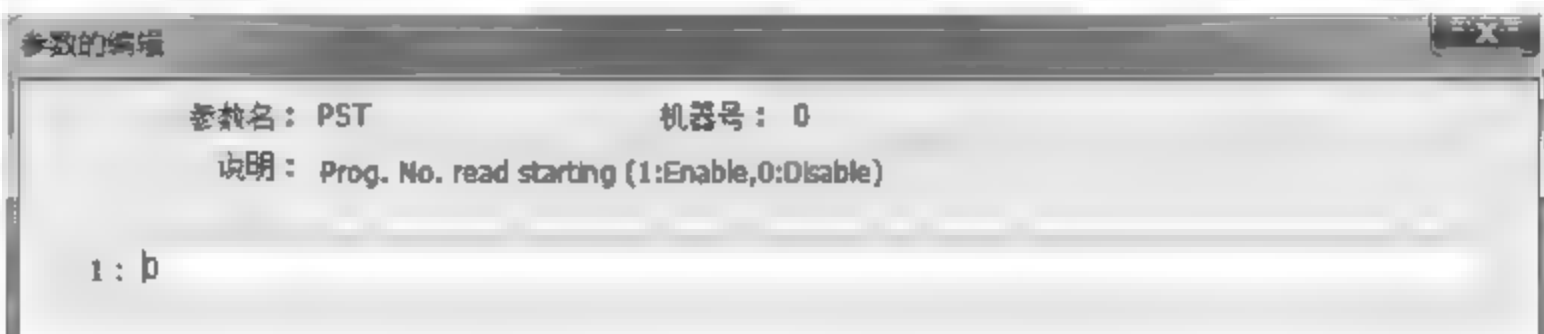 参数的编辑
X
参数名： PST 机器号： 0
说明： Prog. No. read starting (1:Enable,0:Disable)
1： 0